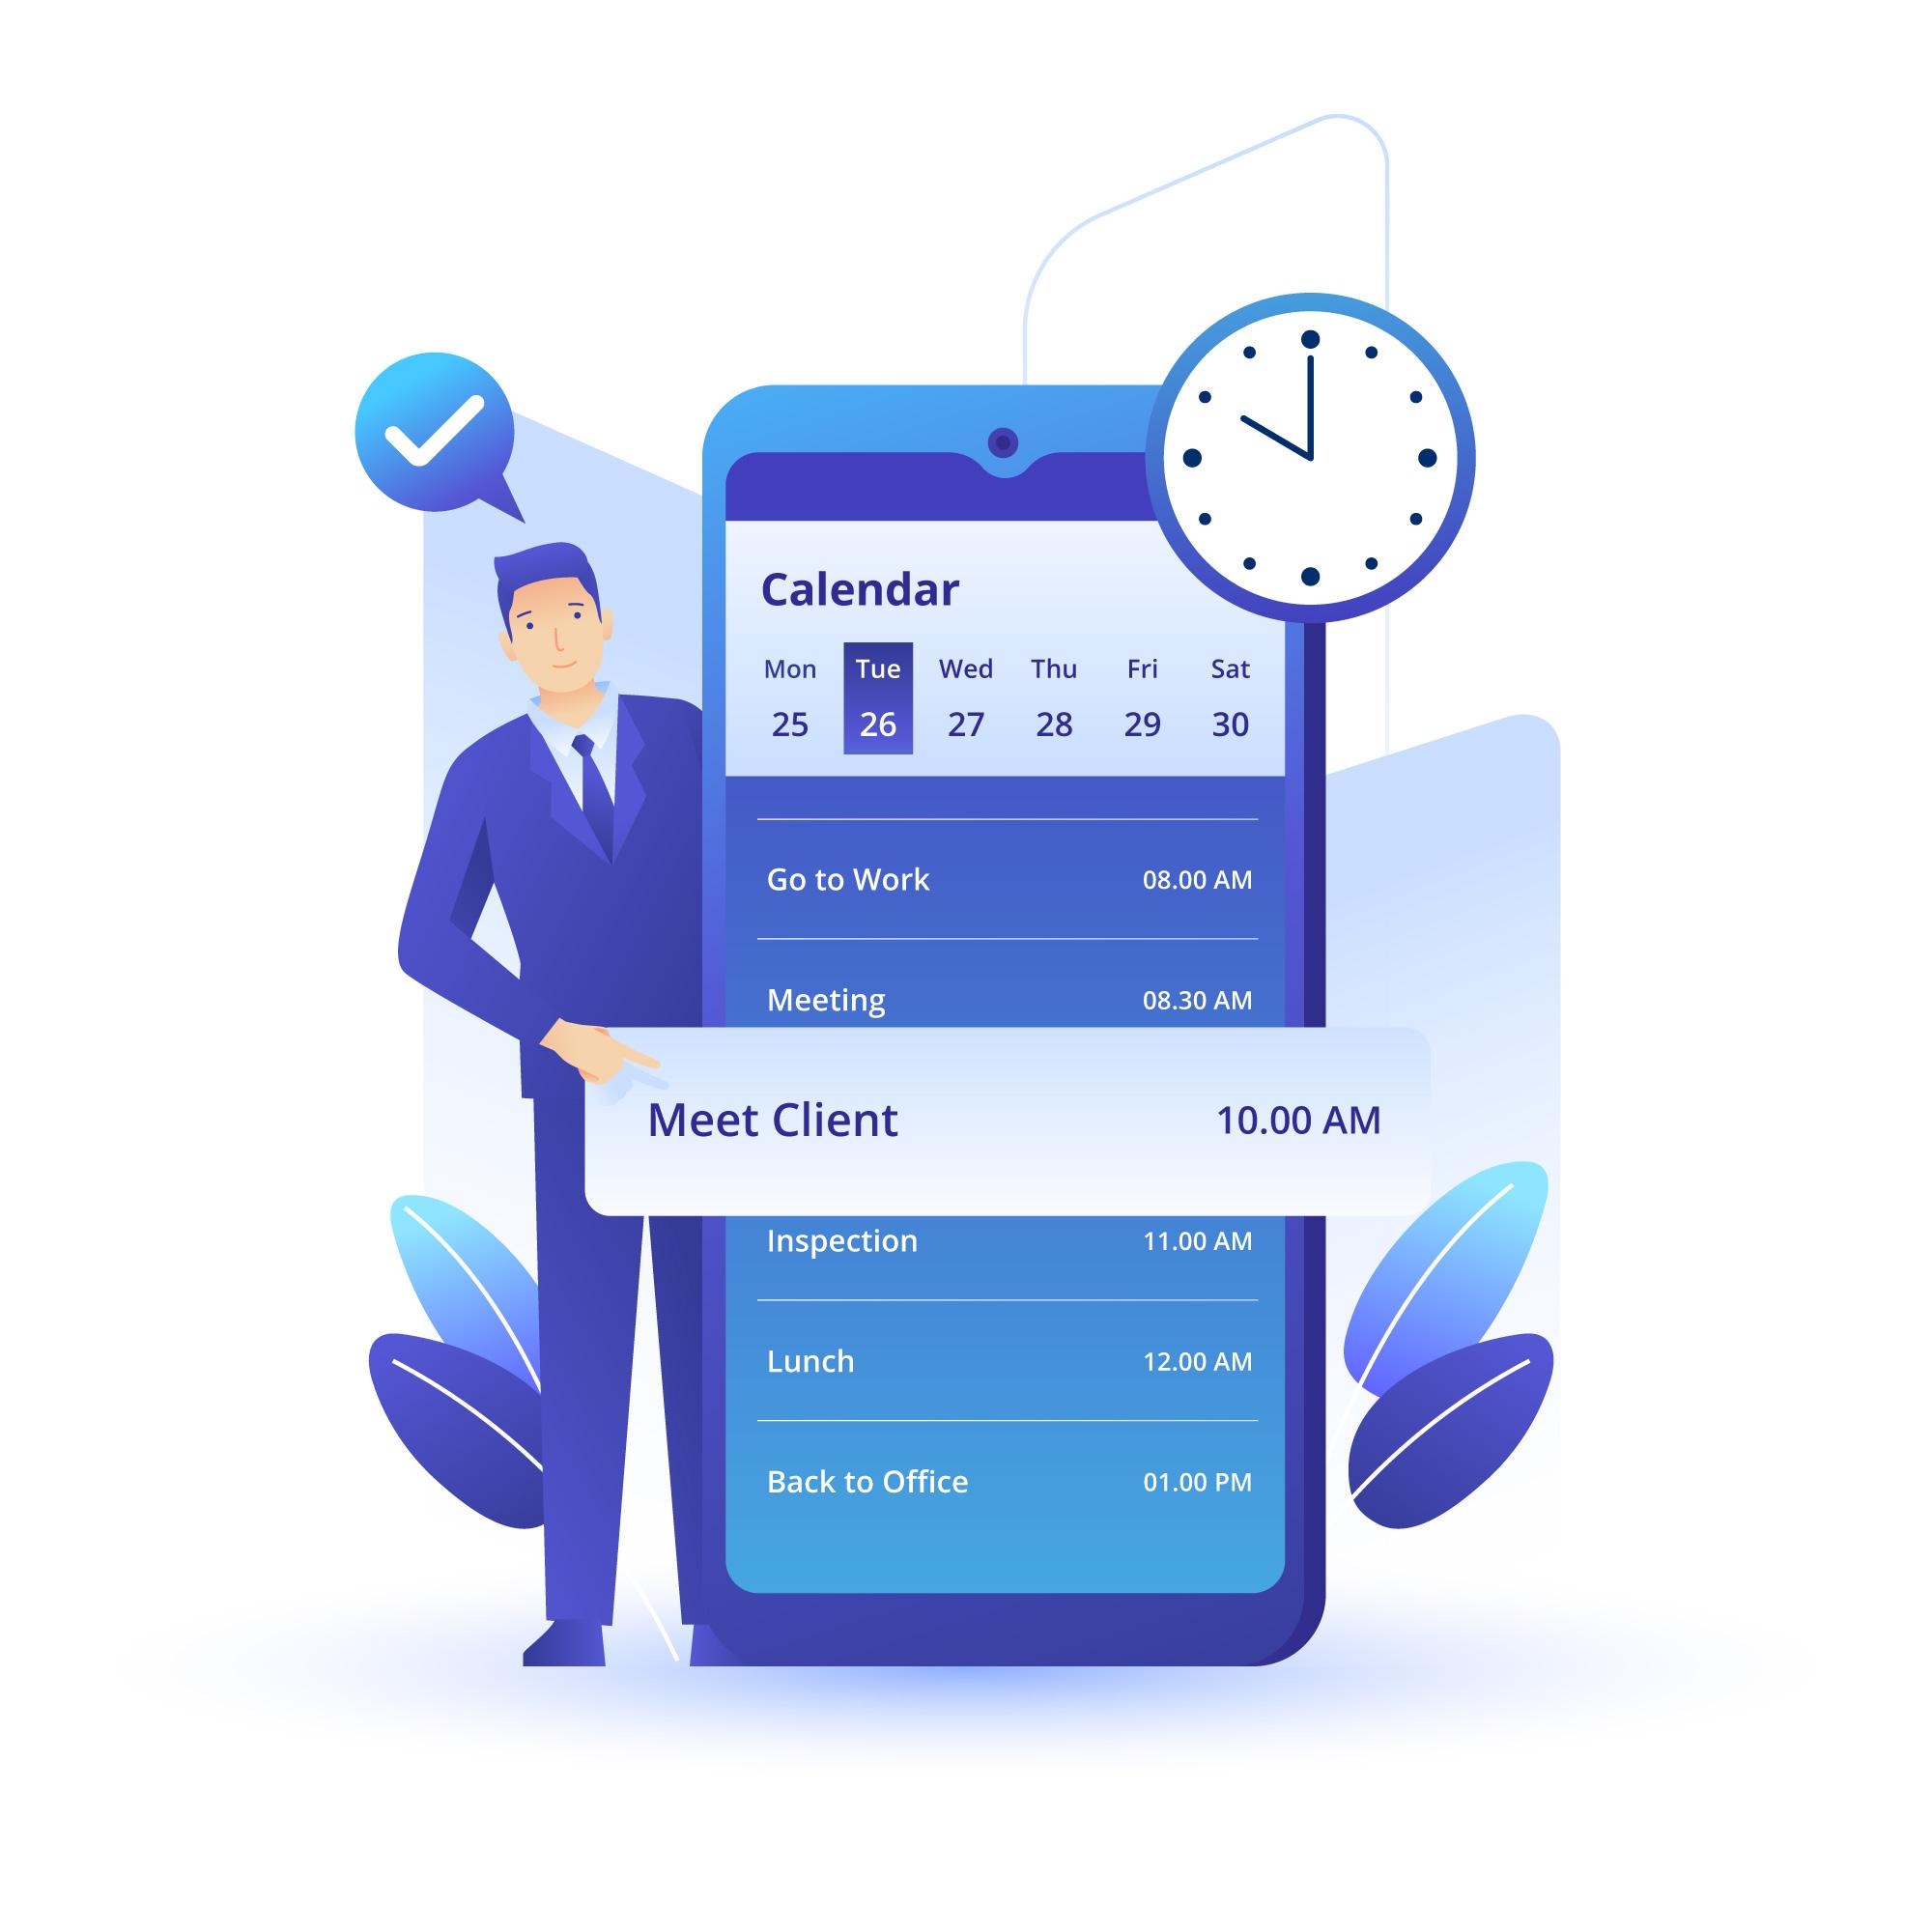 Calendar
Mon Tue Wed Thu Fri Sat
25 26 27 28 29 30
Go to Work 08.00 AM
Meeting 08.30 AM
Meet Client 10.00 AM
Inspection 11.00 AM
Lunch 12.00 AM
Back to Office 01.00 PM